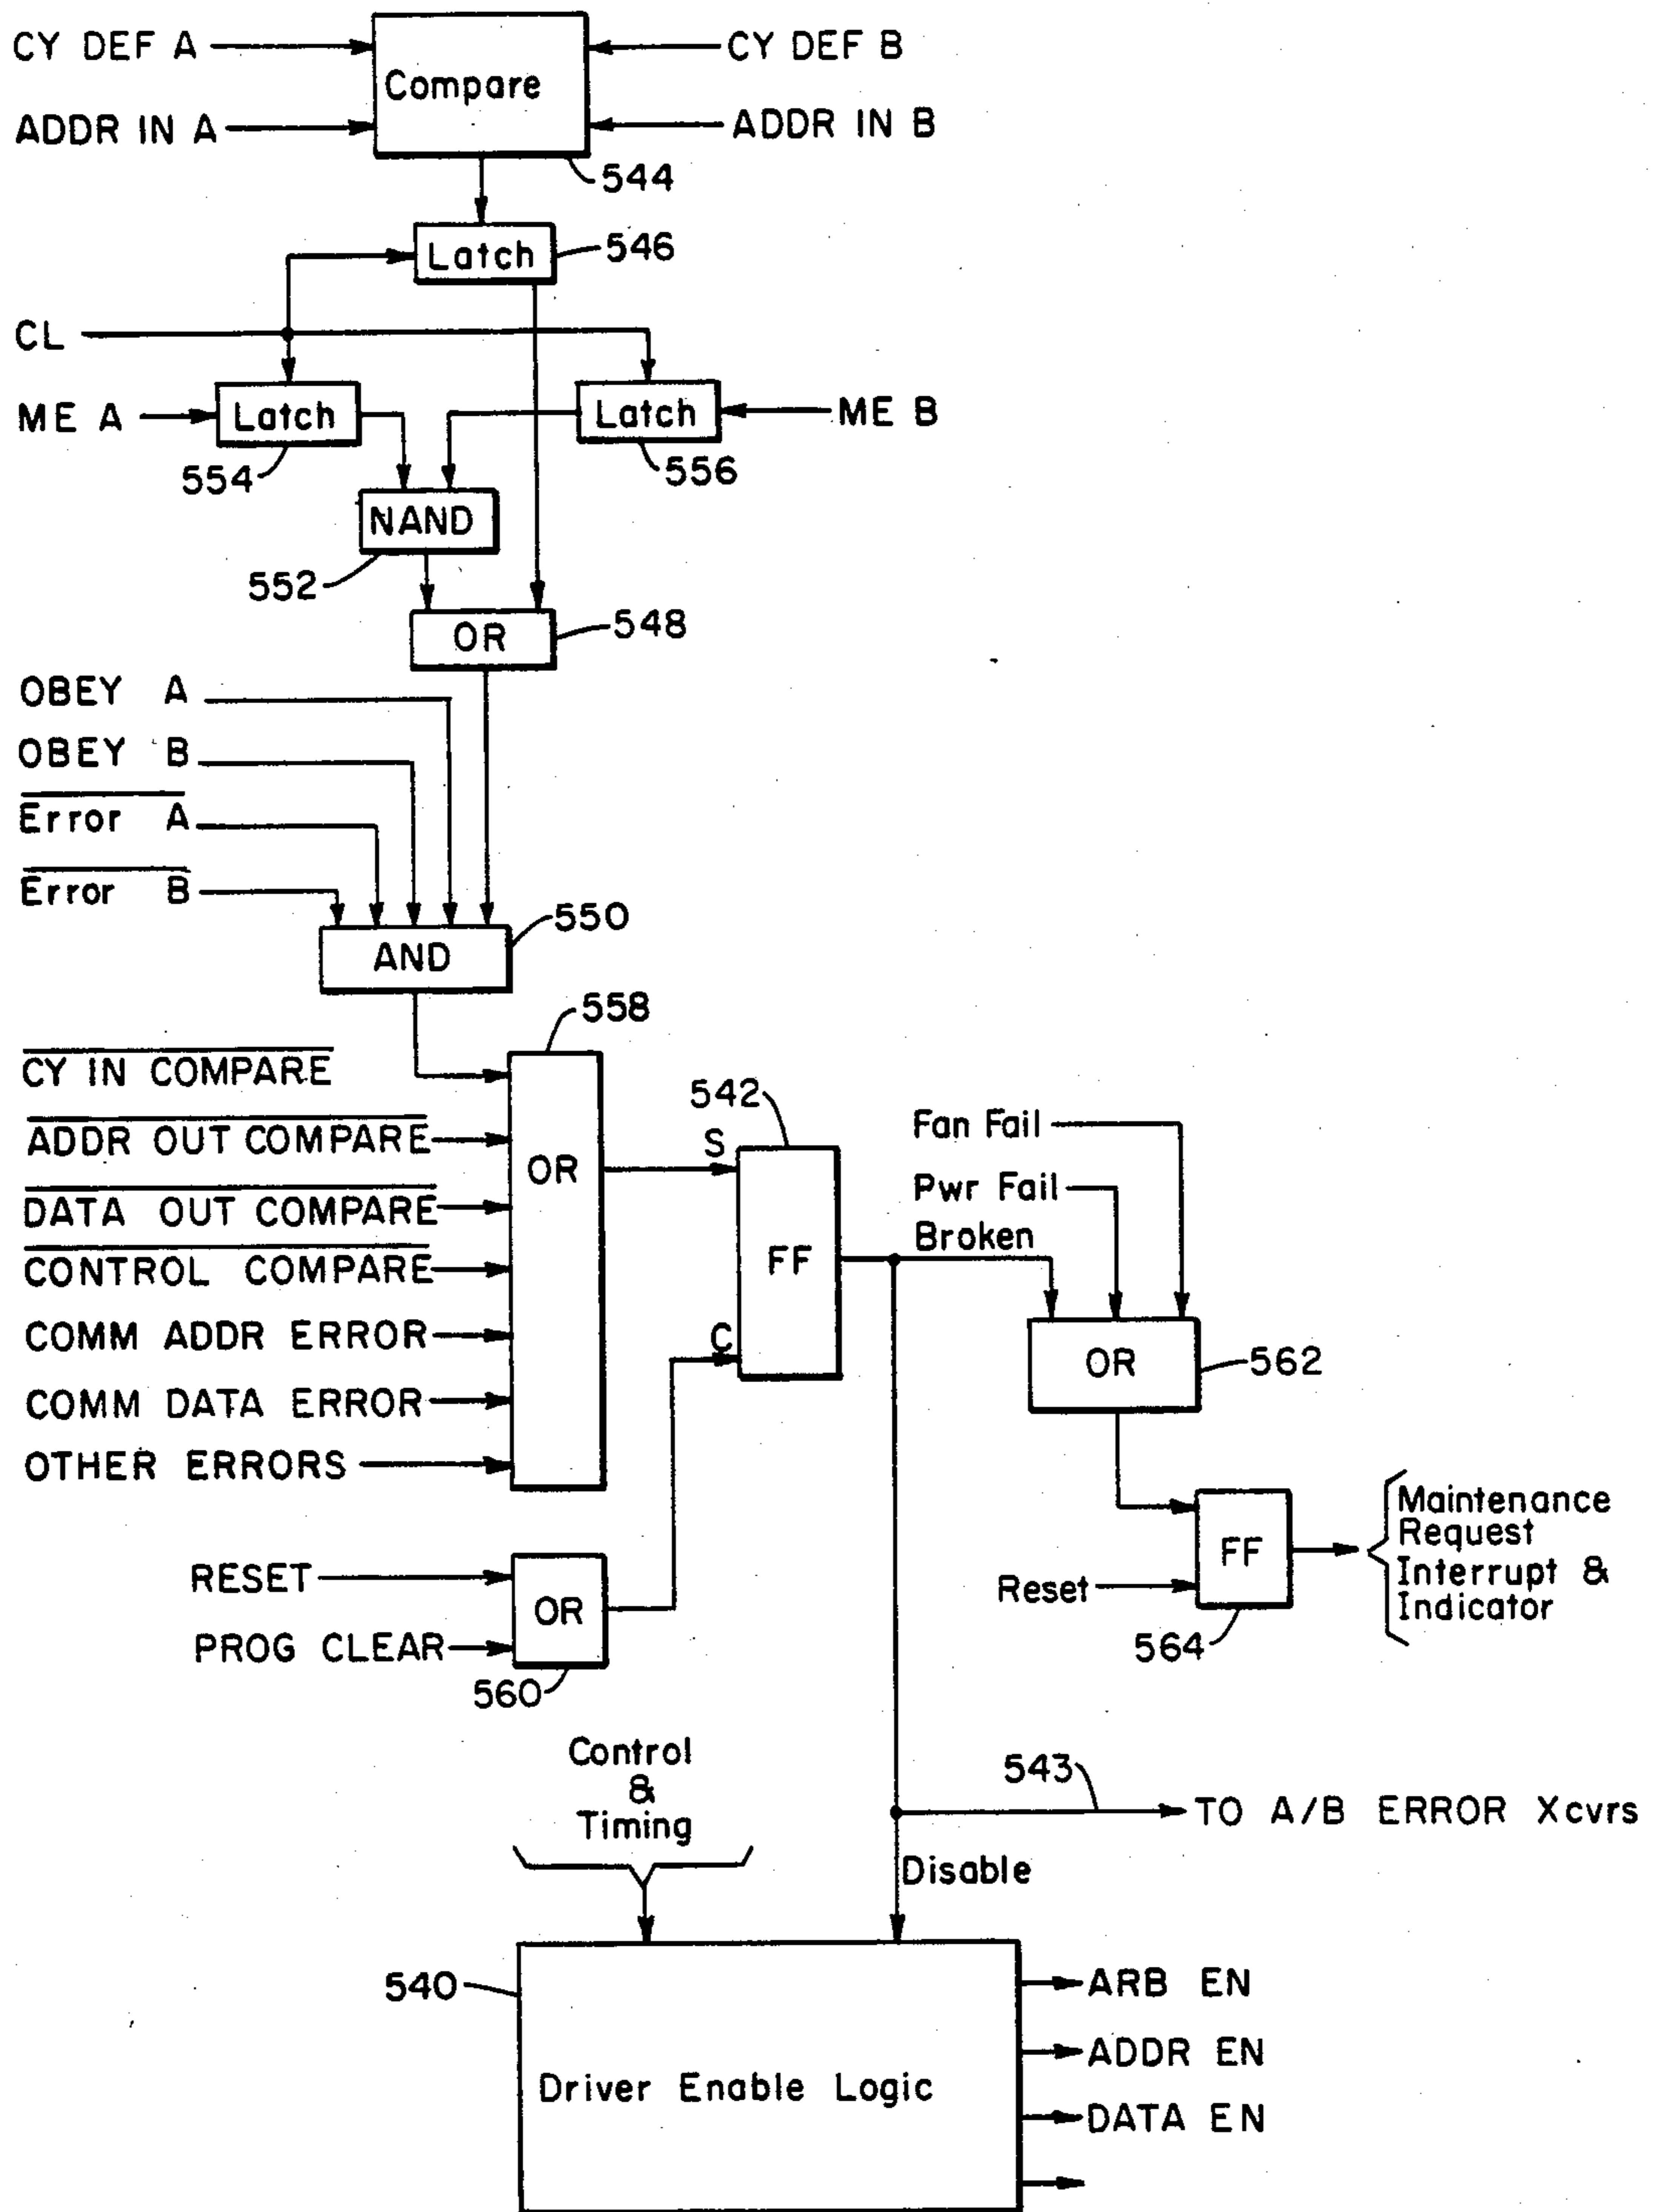 CY DEF A
CY DEF B
Compare
ADDR IN A
ADDR IN B
544
Latch
546
CL
ME A
Latch
Latch
ME B
554
556
NAND
552
OR
548
OBEY A
OBEY B
Error A
Error B
550
AND
558
CY IN COMPARE
542
ADDR OUT COMPARE
S
Fan Fail
OR
Pwr Fail
DATA OUT COMPARE
Broken
CONTROL COMPARE
FF
COMM ADDR ERROR
C
OR
562
COMM DATA ERROR
OTHER ERRORS
Maintenance
Request
Interrupt &
Indicator
FF
RESET
Reset
OR
PROG CLEAR
564
560
Control
&
Timing
543
TO A/B ERROR Xcvrs
Disable
540
ARB EN
ADDR EN
Driver Enable Logic
DATA EN